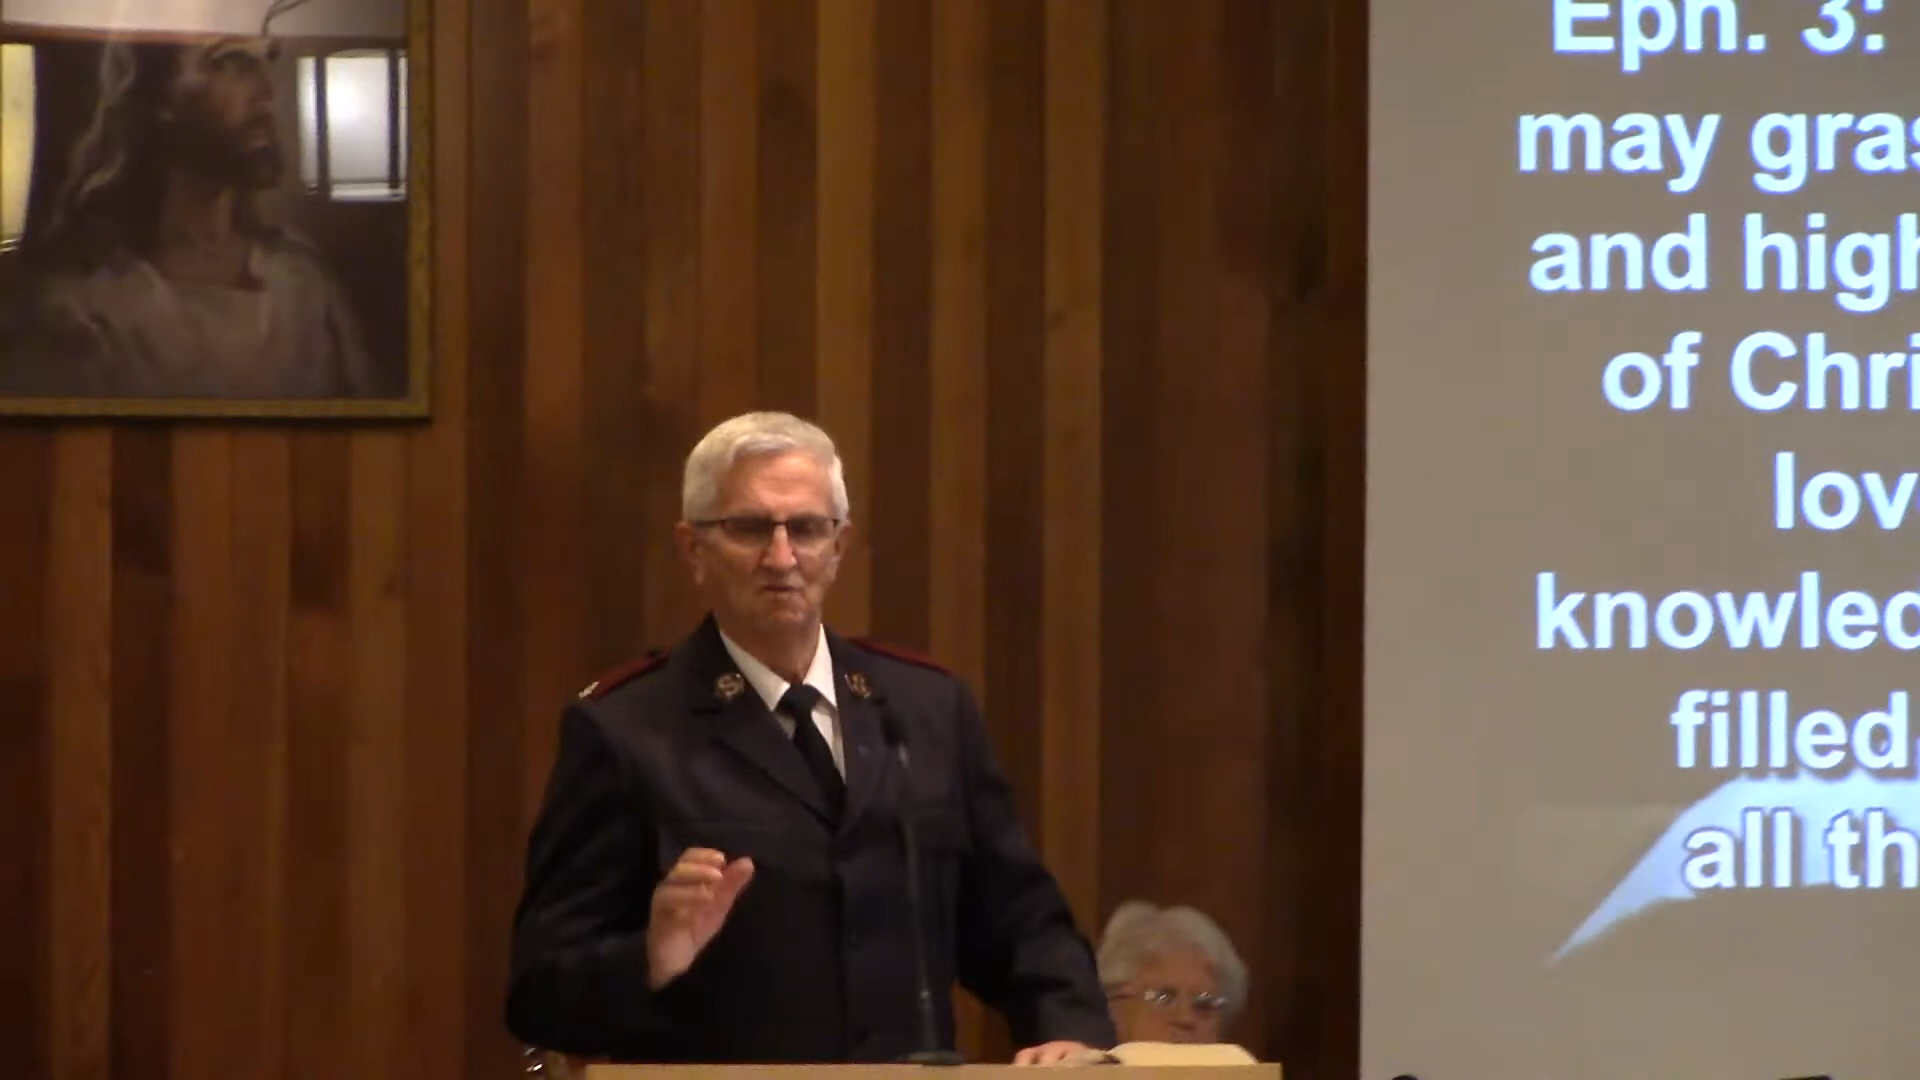 Eph. 3:
may gras
and high
of Chri
lov
knowled
filled
all th
S S